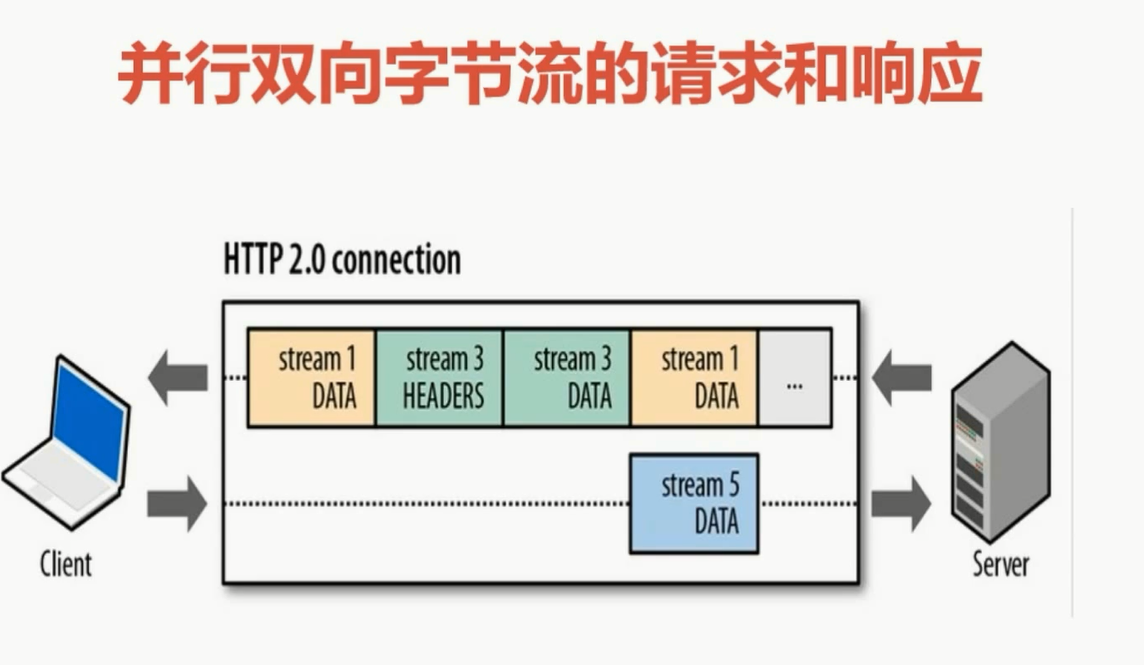 并行双向字节流的请求和响应
HTTP 2.0 connection
stream 1
DATA
stream 3
HEADERS
stream 3
DATA
stream 1
DATA
...
stream 5
DATA
Client
Server